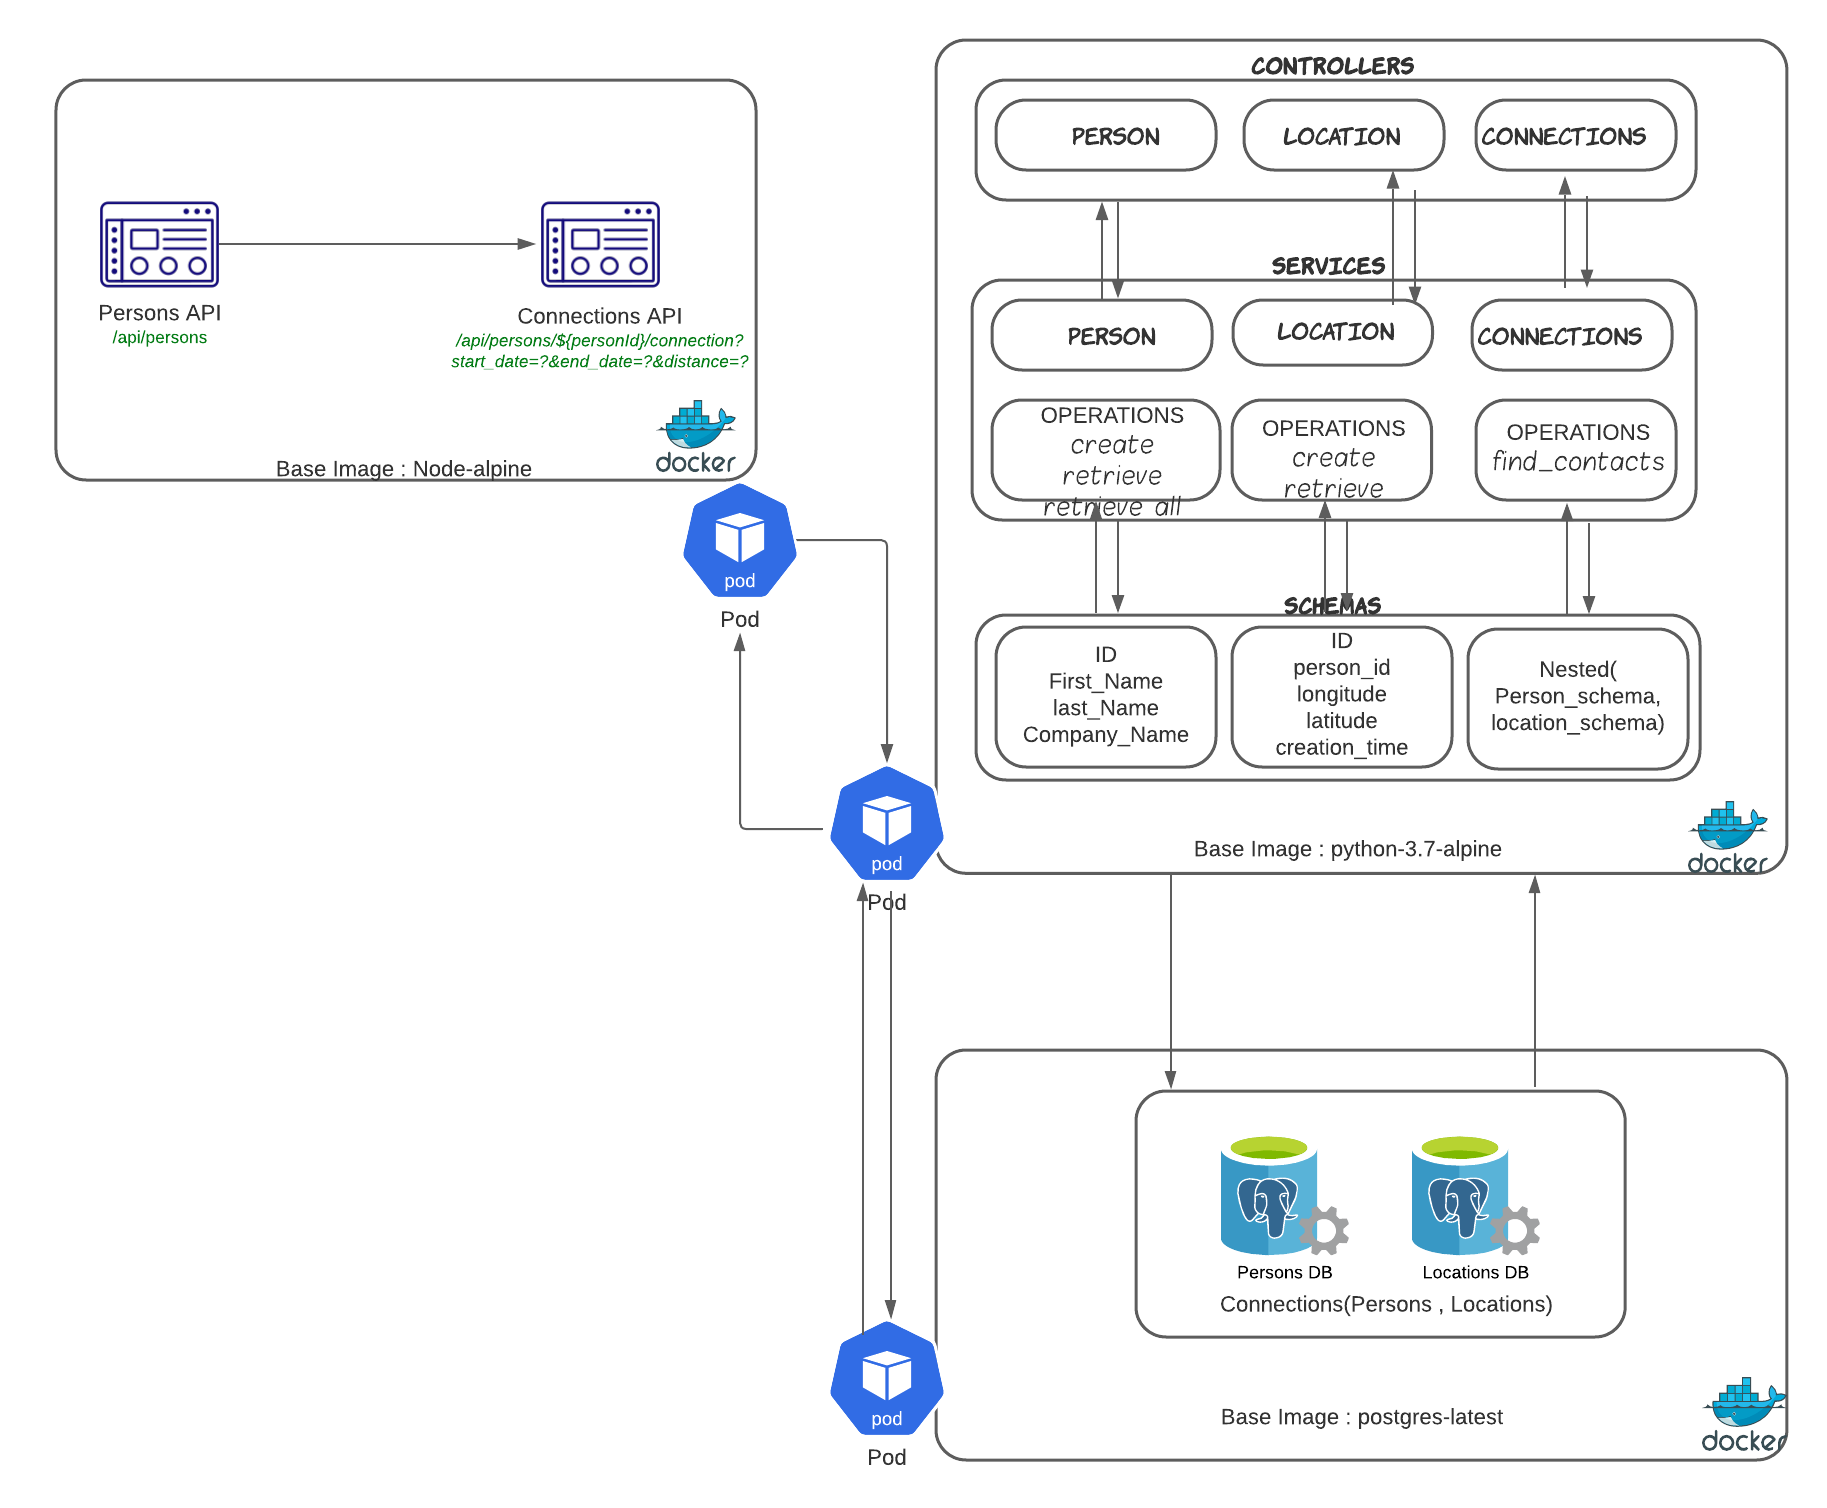 Persons API
/api/persons
Connections API
/api/persons/${personId}/connection?
start_date=?&end_date=?&distance=?
docker
Base Image : Node-alpine
pod
Pod
CONTROLLERS
PERSON
LOCATION
CONNECTIONS
SERVICES
PERSON
LOCATION
CONNECTIONS
OPERATIONS
create
retrieve
retrieve all
OPERATIONS
create
retrieve
OPERATIONS
find_contacts
SCHEMAS
ID
First_Name
last_Name
Company_Name
ID
person_id
longitude
latitude
creation_time
Nested(
Person_schema,
location_schema)
Base Image : python-3.7-alpine
docker
pod
Pod
Persons DB
Locations DB
Connections(Persons , Locations)
Base Image : postgres-latest
docker
pod
Pod